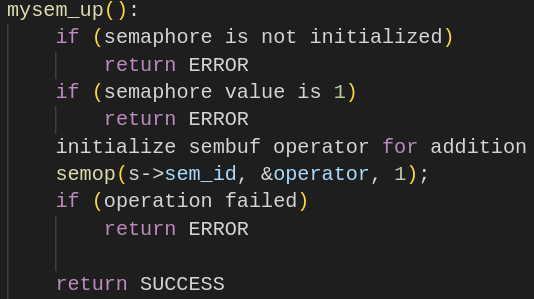 mysem_up():
    if (semaphore is not initialized)
        return ERROR
    if (semaphore value is 1)
        return ERROR
    initialize sembuf operator for addition
    semop(s->sem_id, &operator, 1);
    if (operation failed)
        return ERROR
    return SUCCESS